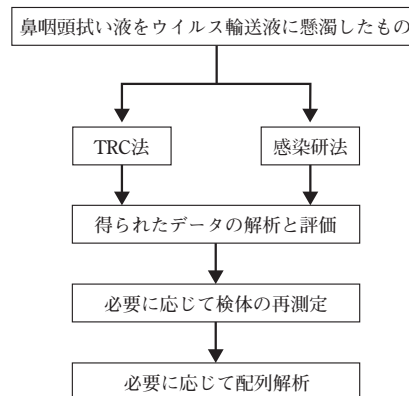 鼻咽頭拭い液をウイルス輸送液に懸濁したもの
TRC法
感染研法
得られたデータの解析と評価
必要に応じて検体の再測定
必要に応じて配列解析